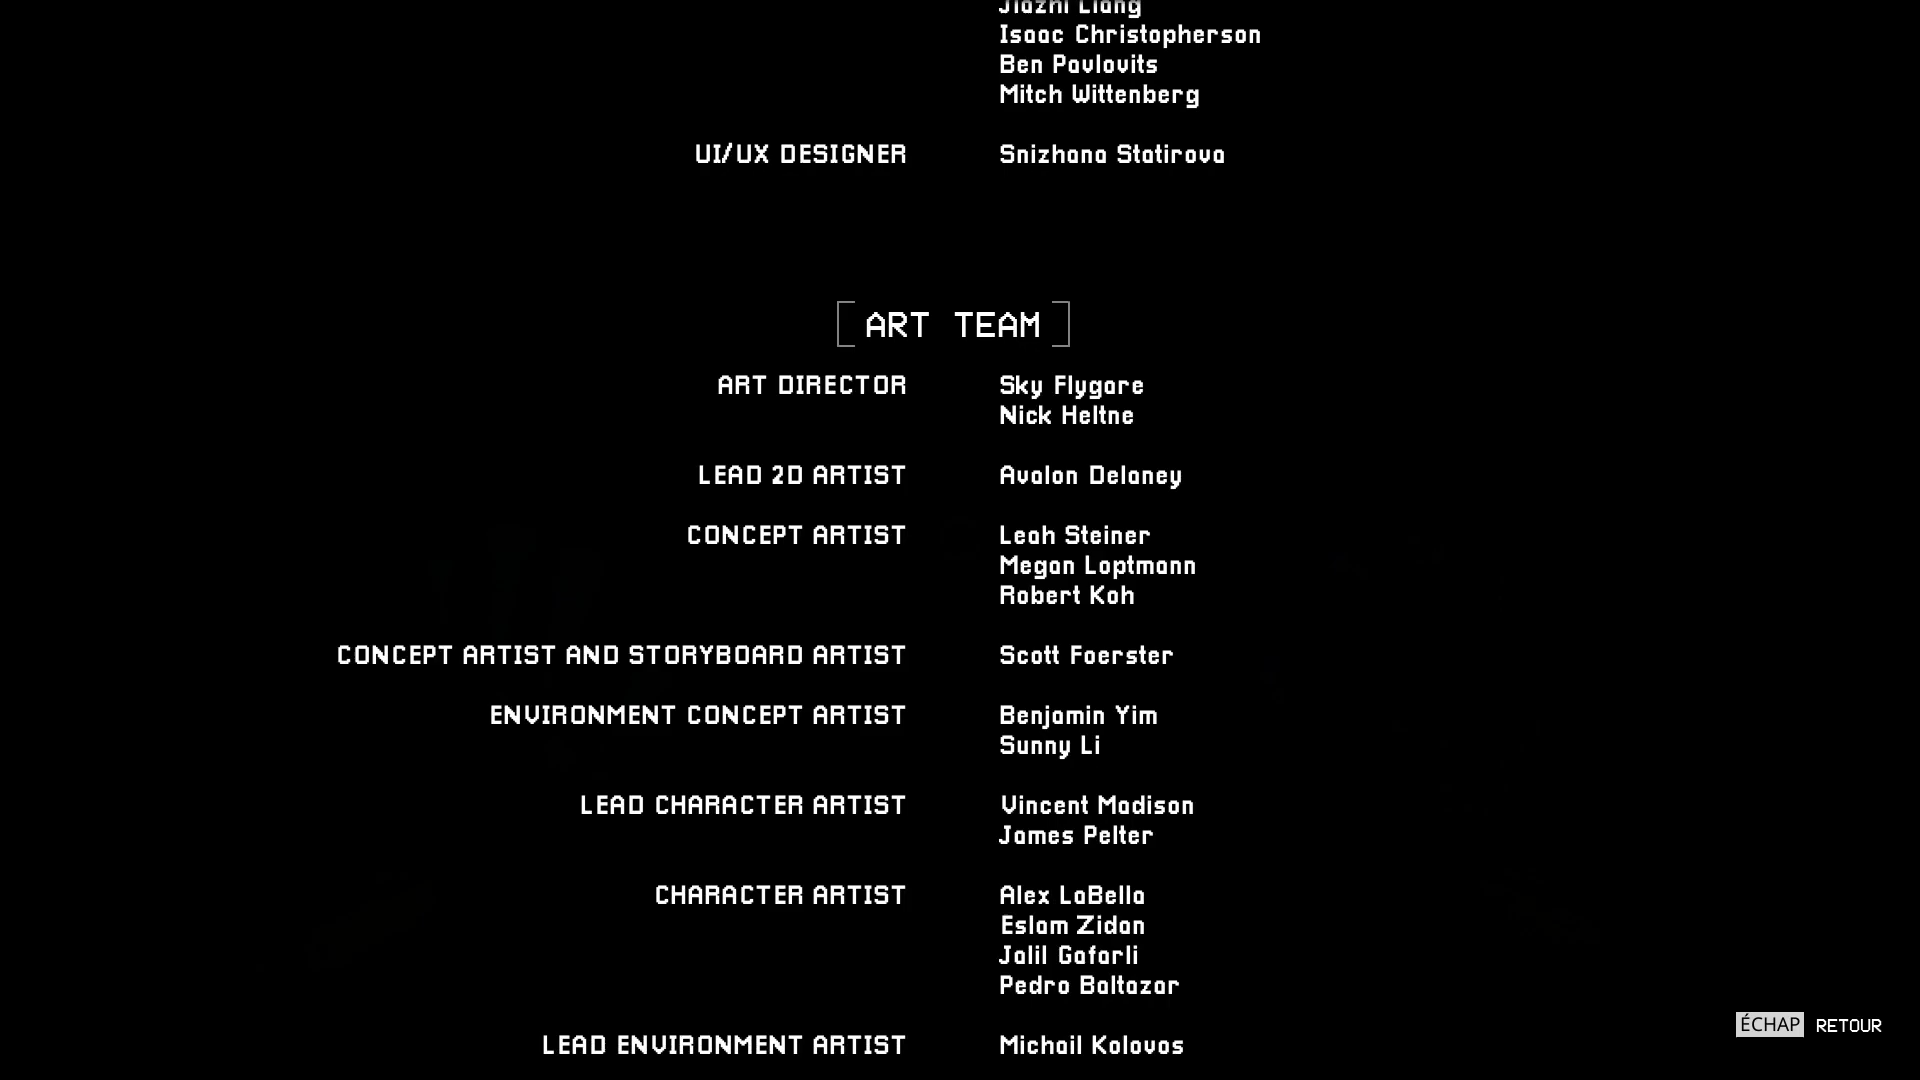 Jiazhi Liang
Isaac Christopherson
Ben Pavlovits
Mitch Wittenberg
UI/UX DESIGNER Snizhana Statirova
ART TEAM
ART DIRECTOR Sky Flygare
Nick Heltne
LEAD 2D ARTIST Avalon Delaney
CONCEPT ARTIST Leah Steiner
Megan Laptmann
Robert Koh
CONCEPT ARTIST AND STORYBOARD ARTIST Scott Foerster
ENVIRONMENT CONCEPT ARTIST Benjamin Yim
Sunny Li
LEAD CHARACTER ARTIST Vincent Madison
James Pelter
CHARACTER ARTIST Alex LaBella
Eslam Zidan
Jalil Gafarli
Pedro Baltazar
LEAD ENVIRONMENT ARTIST Michail Kolovos
ÉCHAP RETOUR